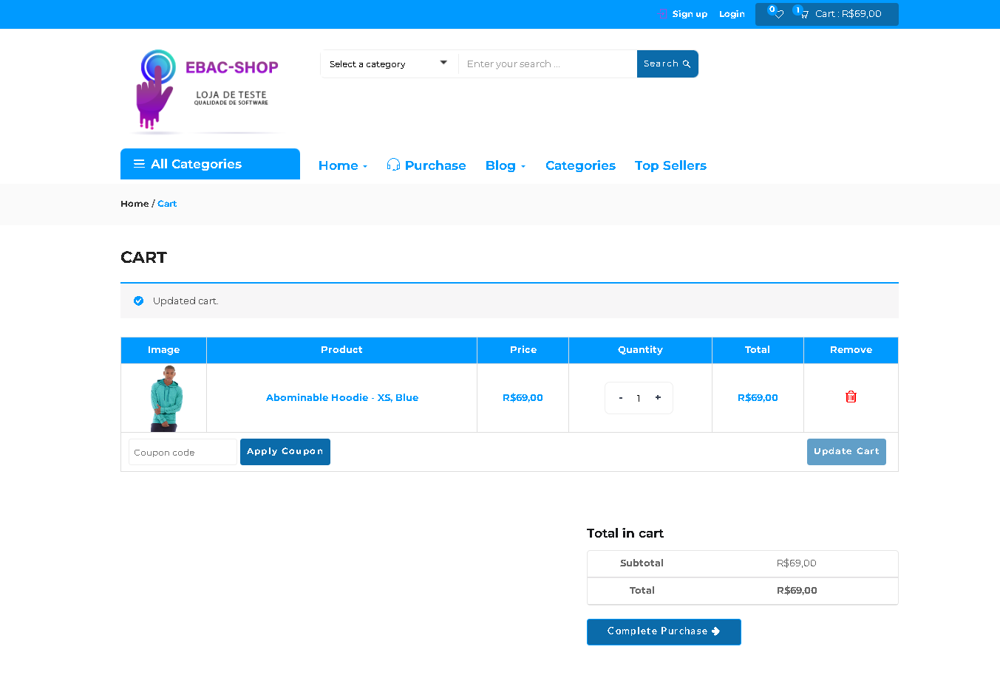 Sign up Login 0 1 Cart : R$69,00
EBAC-SHOP
LOJA DE TESTE
QUALIDADE DE SOFTWARE
Select a category Enter your search ... Search
All Categories Home Purchase Blog Categories Top Sellers
Home / Cart
CART
Updated cart.
Image Product Price Quantity Total Remove
Abominable Hoodie - XS, Blue R$69,00 - 1 + R$69,00
Coupon code Apply Coupon Update Cart
Total in cart
Subtotal R$69,00
Total R$69,00
Complete Purchase